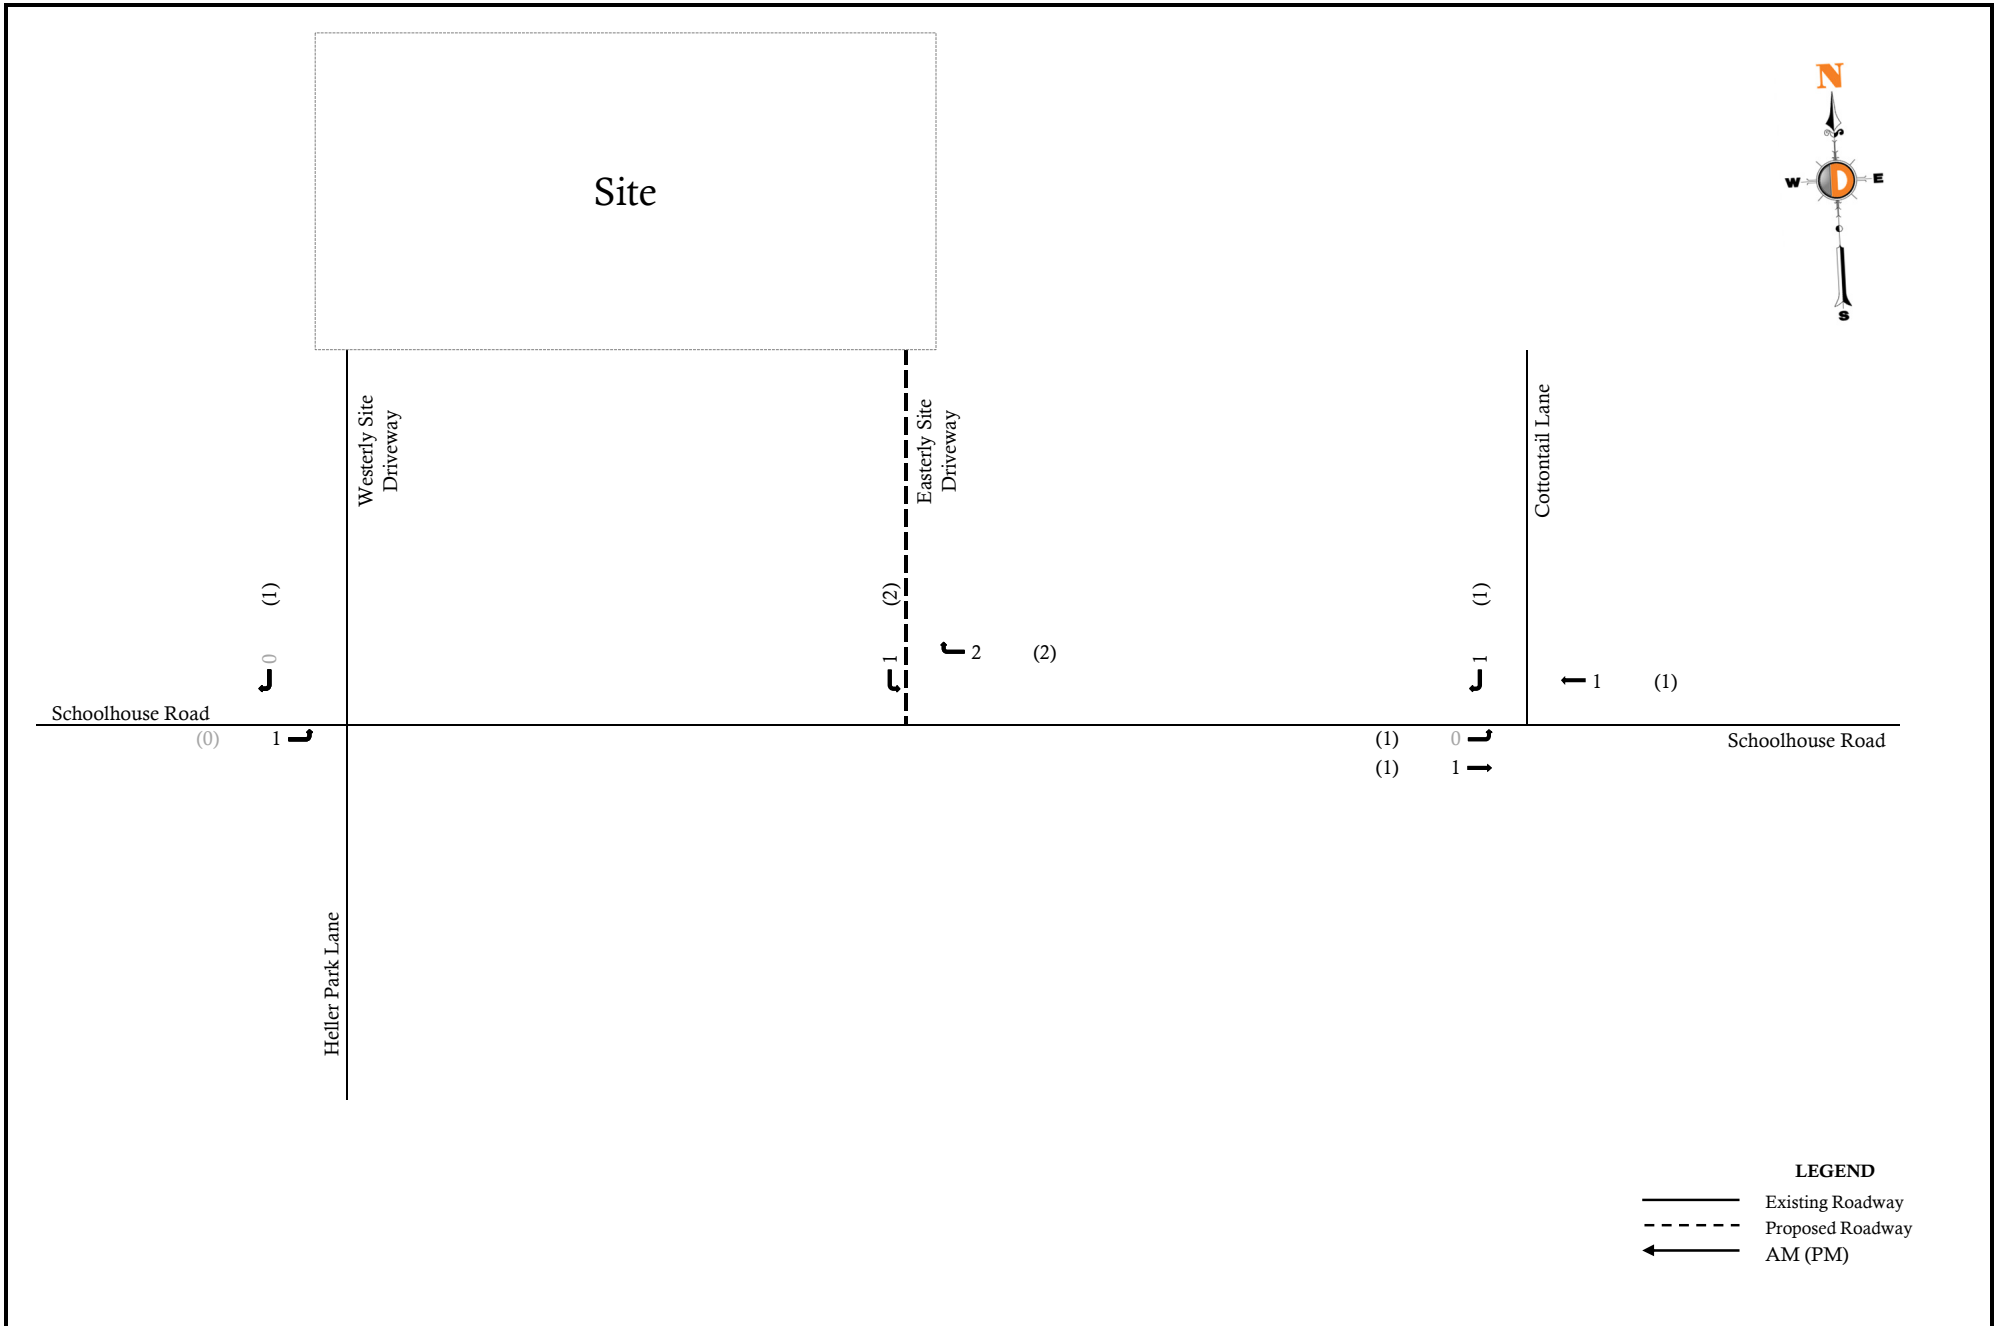 N
W
D
E
S
Site
Westerly Site
Driveway
Easterly Site
Driveway
Cottontail Lane
(1)
0
(2)
1
2 (2)
(1)
1
1 (1)
Schoolhouse Road
(0) 1
(1) 0
(1) 1
Schoolhouse Road
Heller Park Lane
LEGEND
Existing Roadway
Proposed Roadway
AM (PM)